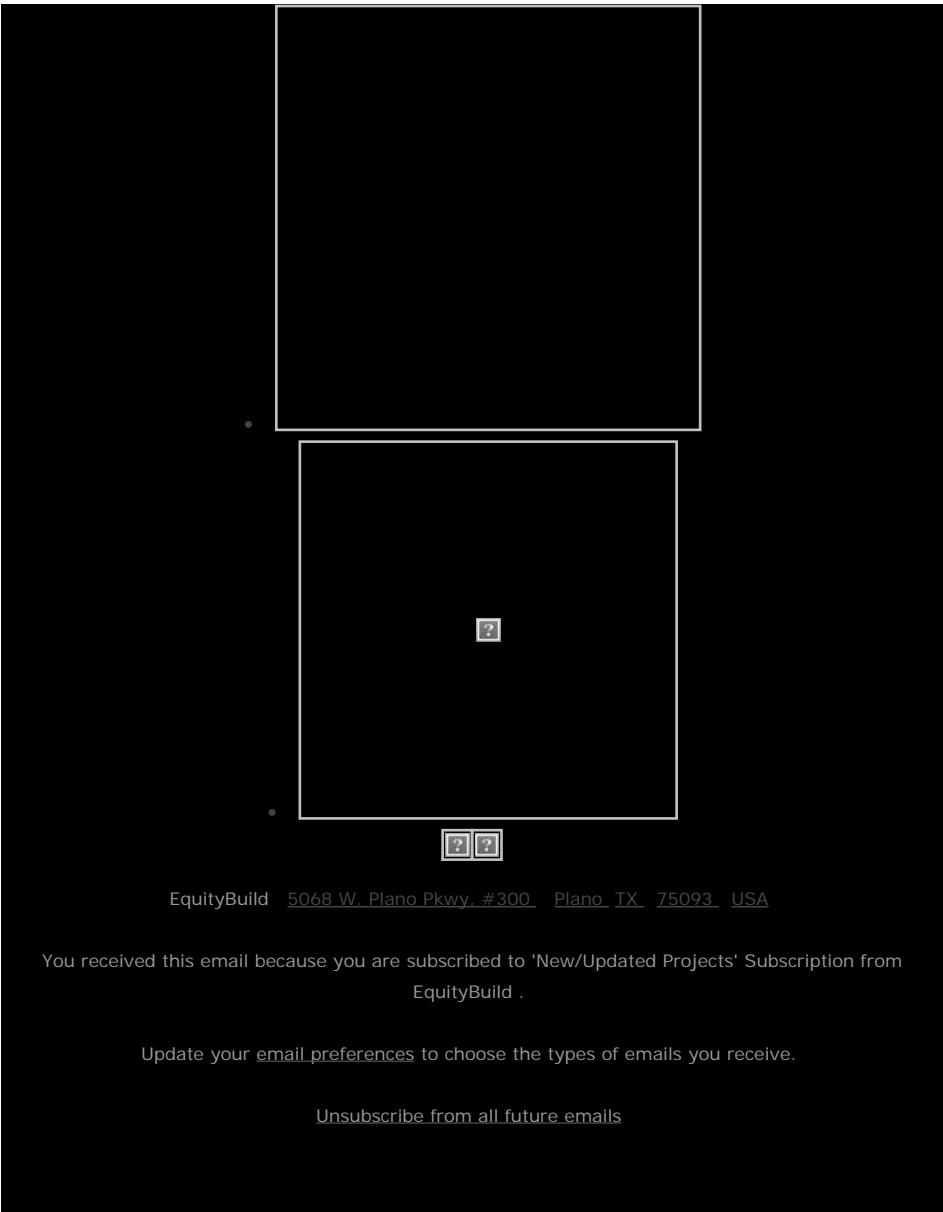 EquityBuild 5068 W. Plano Pkwy, #300 Plano TX 75093 USA
You received this email because you are subscribed to 'New/Updated Projects' Subscription from
EquityBuild .
Update your email preferences to choose the types of emails you receive.
Unsubscribe from all future emails